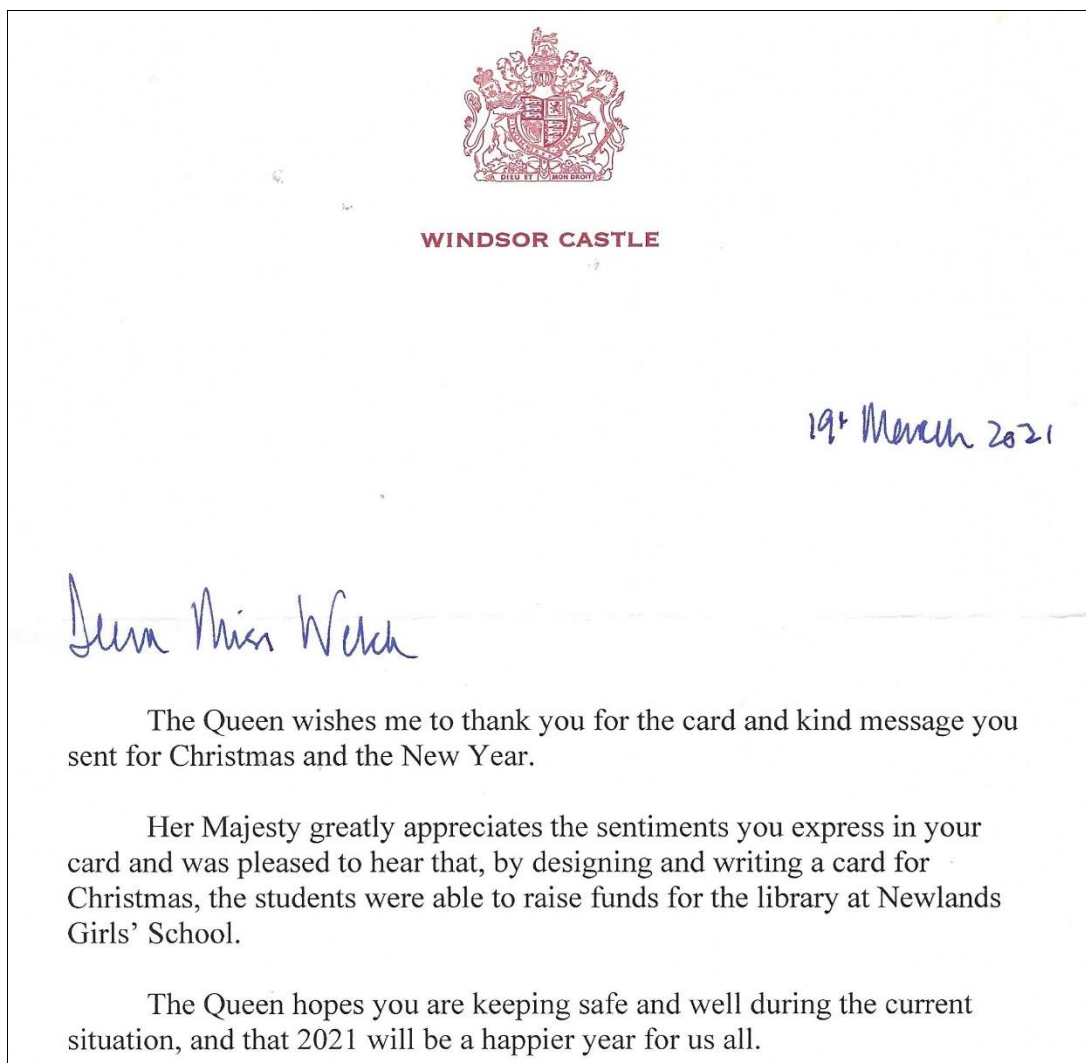 DIEU ET MON DROIT
WINDSOR CASTLE
19th March 2021
Dear Miss Welch
The Queen wishes me to thank you for the card and kind message you
sent for Christmas and the New Year.
Her Majesty greatly appreciates the sentiments you express in your
card and was pleased to hear that, by designing and writing a card for
Christmas, the students were able to raise funds for the library at Newlands
Girls’ School.
The Queen hopes you are keeping safe and well during the current
situation, and that 2021 will be a happier year for us all.